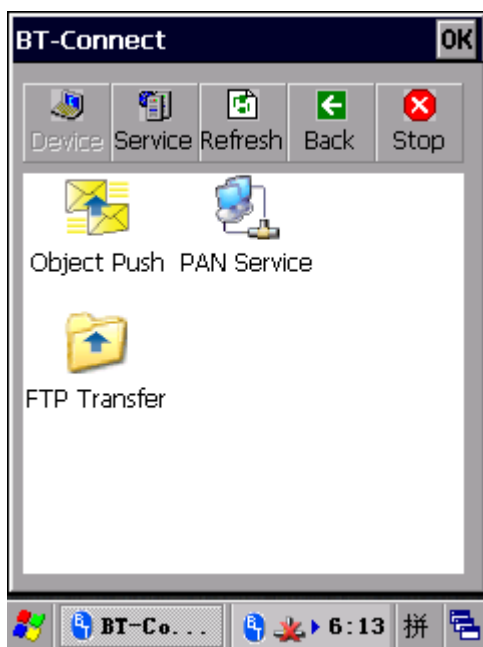 BT-Connect OK
Device Service Refresh Back Stop
Object Push PAN Service
FTP Transfer
BT-Co... 6:13 拼